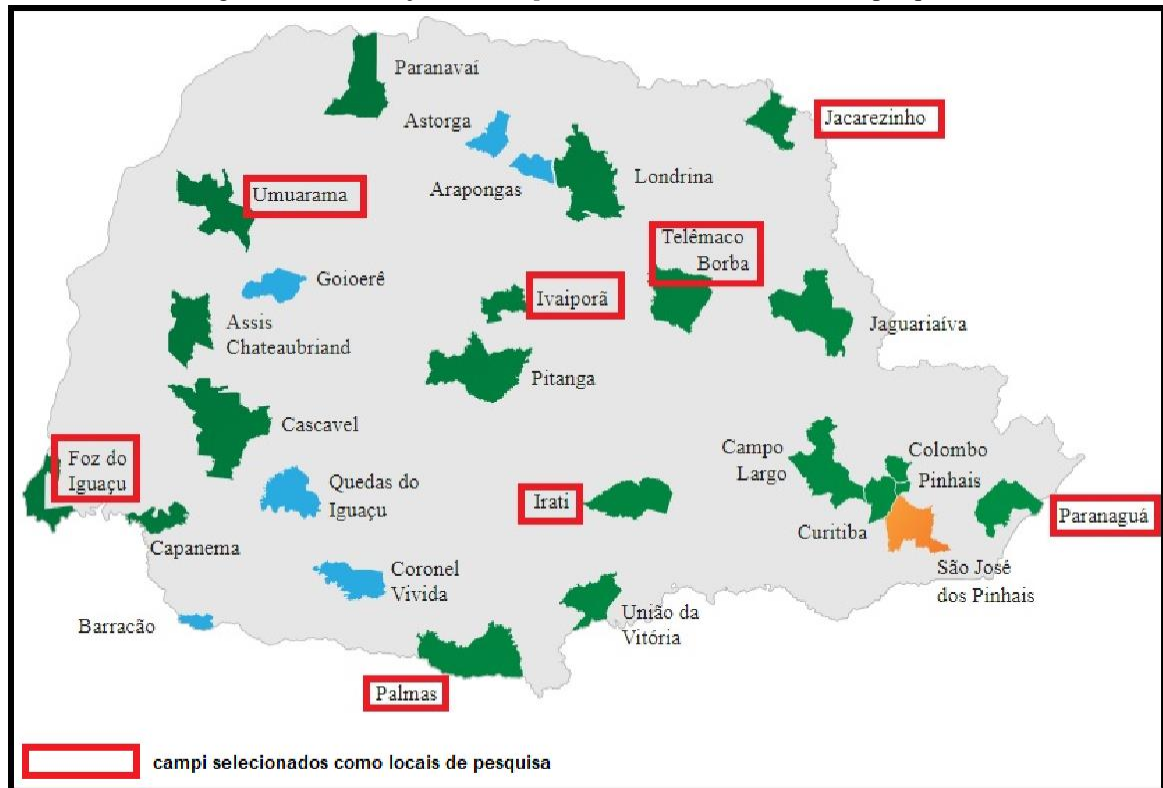 Paranavaí
Astorga
Jacarezinho
Arapongas
Londrina
Umuarama
Telêmaco
Borba
Goioerê
Ivaiporã
Assis
Chateaubriand
Jaguariaíva
Pitanga
Cascavel
Foz do
Iguaçu
Campo
Largo
Colombo
Pinhais
Quedas do
Iguaçu
Irati
Paranaguá
Curitiba
Capanema
São José
dos Pinhais
Coronel
Vivida
Barracão
União da
Vitória
Palmas
campi selecionados como locais de pesquisa